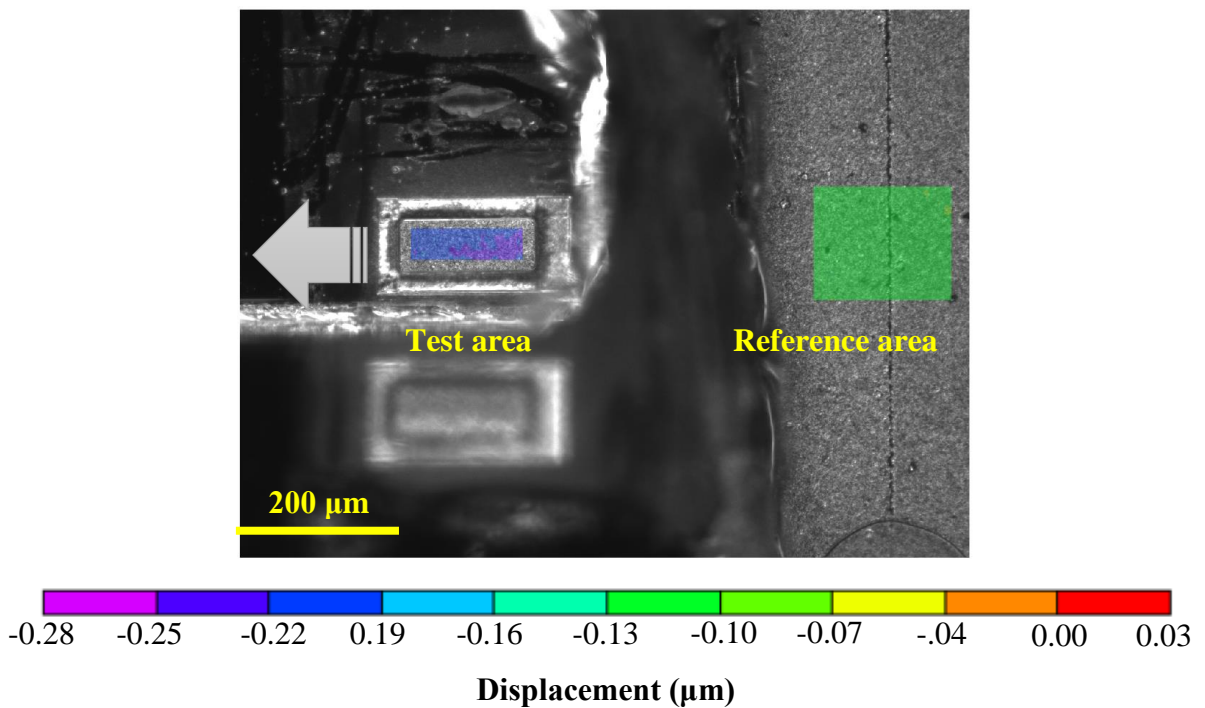 Test area
Reference area
200 µm
-0.28 -0.25 -0.22 0.19 -0.16 -0.13 -0.10 -0.07 -.04 0.00 0.03
Displacement (µm)